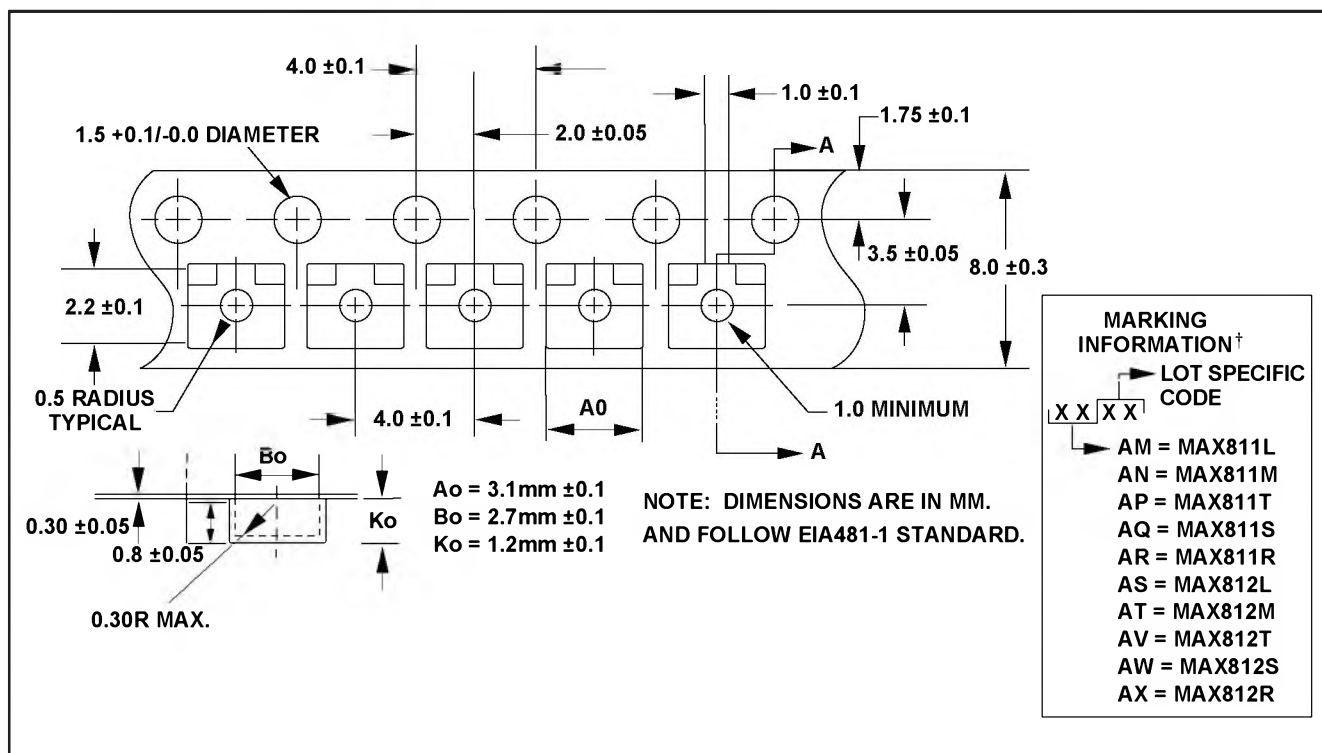 4.0 ±0.1
1.0 ±0.1
1.75 ±0.1
1.5 +0.1/-0.0 DIAMETER
2.0 ±0.05
A
3.5 ±0.05
8.0 ±0.3
2.2 ±0.1
0.5 RADIUS
TYPICAL
4.0 ±0.1
A0
1.0 MINIMUM
A
Bo
Ko
0.30 ±0.05
0.8 ±0.05
0.30R MAX.
Ao = 3.1mm ±0.1
Bo = 2.7mm ±0.1
Ko = 1.2mm ±0.1
NOTE: DIMENSIONS ARE IN MM.
AND FOLLOW EIA481-1 STANDARD.
MARKING
INFORMATION†
LOT SPECIFIC
CODE
X X X X
AM = MAX811L
AN = MAX811M
AP = MAX811T
AQ = MAX811S
AR = MAX811R
AS = MAX812L
AT = MAX812M
AV = MAX812T
AW = MAX812S
AX = MAX812R